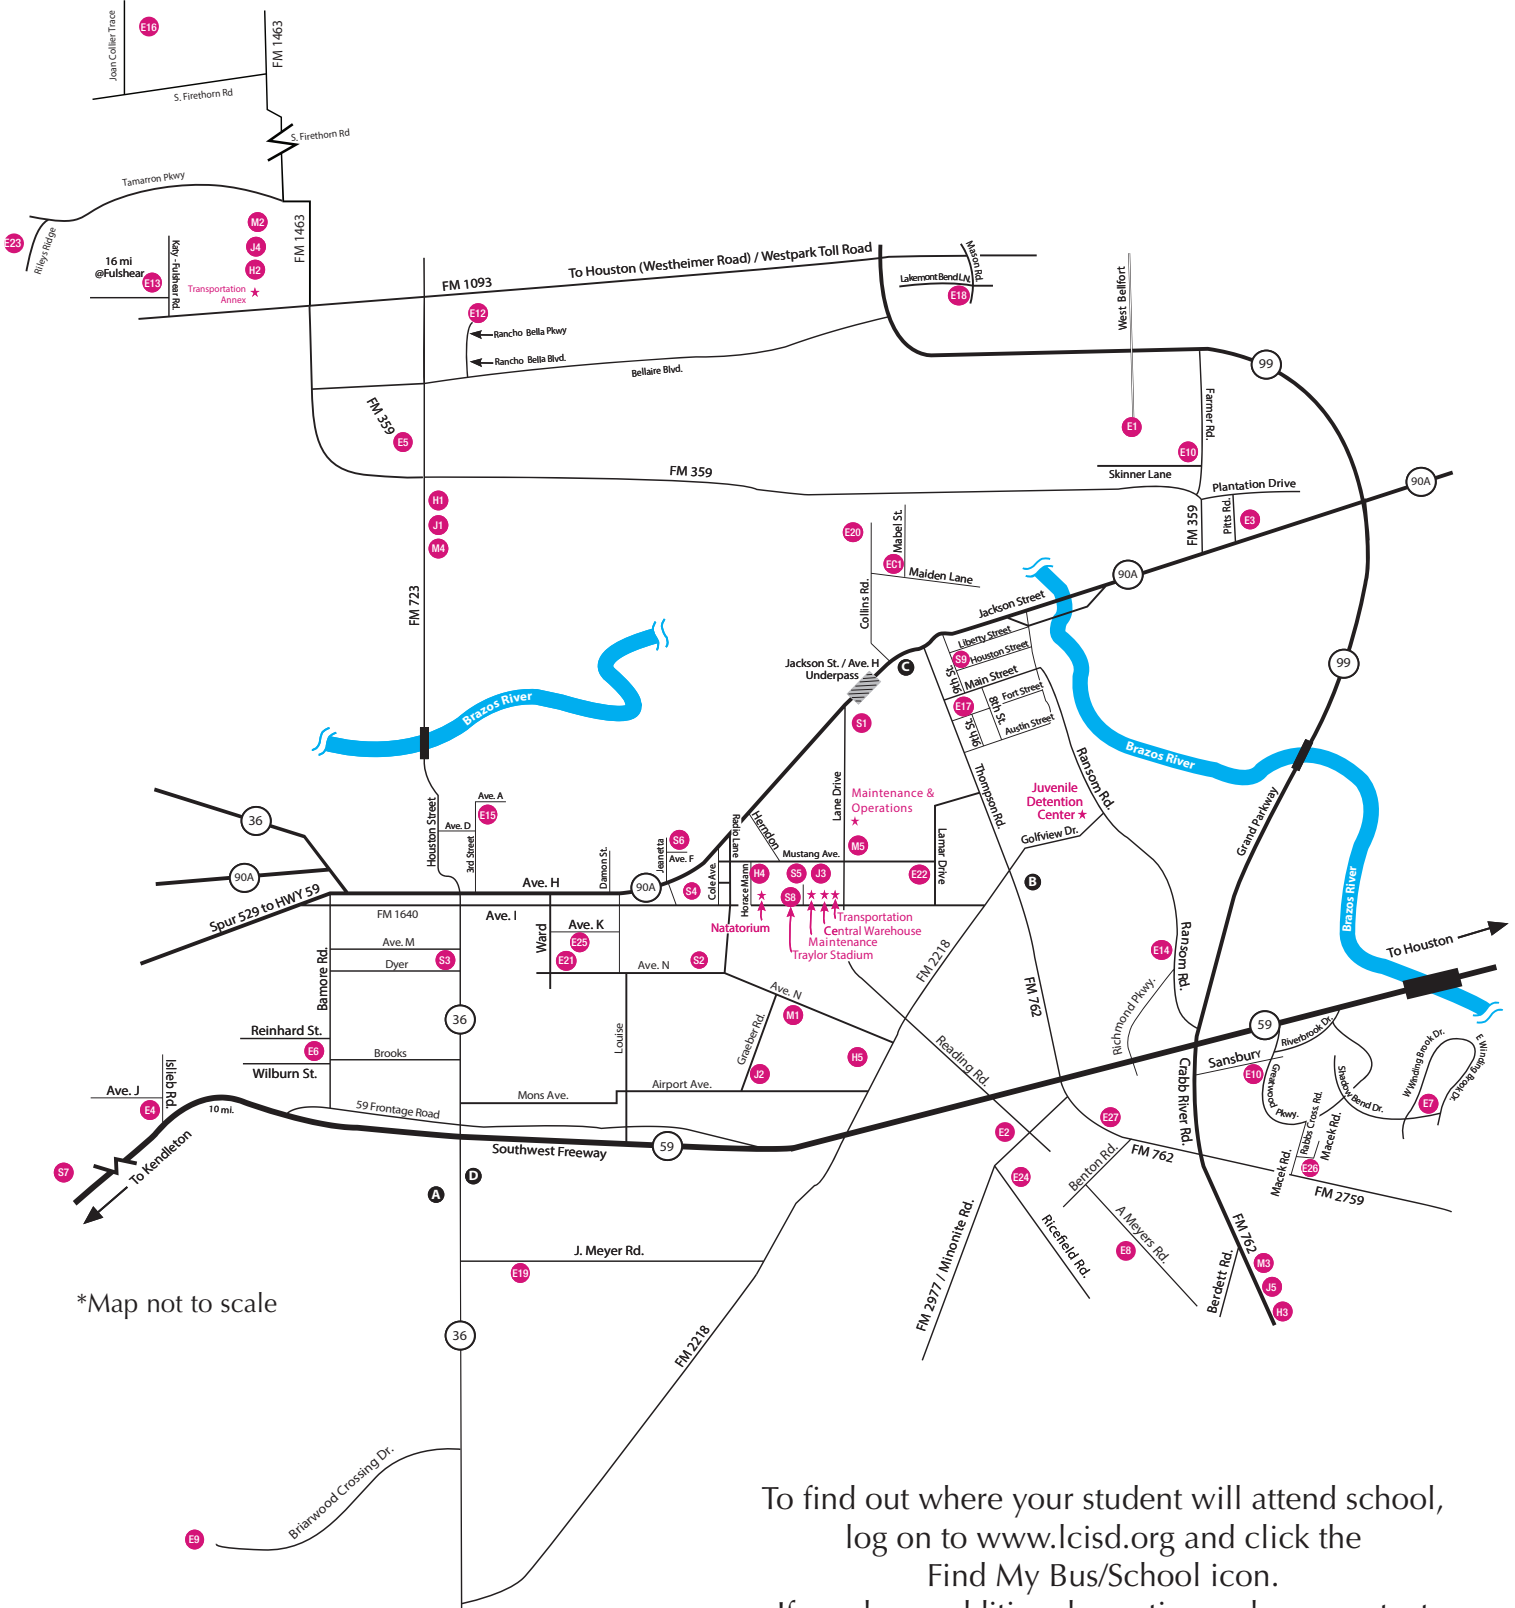 E16
Joan Collier Trace
FM 1463
S. Firethorn Rd
S. Firethorn Rd
Tamarron Pkwy
E23
Rileys Ridge
16 mi
@Fulshear
E13
Katy - Fulshear Rd.
M2
J4
H2
Transportation
Annex
FM 1463
FM 1093
To Houston (Westheimer Road) / Westpark Toll Road
Mason Rd.
Lakemont Bend LN.
E18
E12
Rancho Bella Pkwy
Rancho Bella Blvd.
Bellaire Blvd.
West Bellfort
99
FM 359
E5
Farmer Rd.
E1
E10
Skinner Lane
FM 359
Plantation Drive
90A
H1
J1
M4
FM 359
Pitts Rd.
E3
E20
Mabel St.
EC1
Maiden Lane
Collins Rd.
90A
FM 723
Jackson Street
Liberty Street
S9
Houston Street
9th St.
Main Street
Fort Street
E17
8th St.
Austin Street
9th St.
Jackson St. / Ave. H
Underpass
C
99
Brazos River
S1
Brazos River
Thompson Rd.
Ransom Rd.
Juvenile
Detention
Center
Golfview Dr.
Grand Parkway
Lane Drive
Maintenance &
Operations
M5
36
Houston Street
Ave. A
E15
Ave. D
3rd Street
Damon St.
Jeanetta
S6
Ave. F
Radio Lane
Herndon
Mustang Ave.
Lamar Drive
90A
Spur 529 to HWY 59
Ave. H
90A
S4
Cole Ave.
Horace Mann
H4
S5
J3
E22
B
S8
FM 1640
Ave. I
Ward
Ave. K
E25
E21
Natatorium
Transportation
Central Warehouse
Maintenance
Traylor Stadium
FM 2218
Brazos River
To Houston
Ave. M
Dyer
S3
Bamore Rd.
Ave. N
S2
Ave. N
M1
E14
Ransom Rd.
Richmond Pkwy.
FM 762
36
Reinhard St.
E6
Brooks
Wilburn St.
Louise
Graeber Rd.
H5
J2
Reading Rd.
59
Riverbrook Dr.
Sansbury
E10
Greatwood
Pkwy.
Shadow Bend Dr.
W Winding Brook Dr.
E Winding Brook Dr.
E7
Crabb River Rd.
Ave. J
E4
Islieb Rd.
10 mi.
Mons Ave.
Airport Ave.
59 Frontage Road
Southwest Freeway
59
S7
To Kendleton
E2
E27
E24
Benton Rd.
FM 762
Rabbs Cross. Rd.
Macek Rd.
Macek Rd.
E26
FM 2759
A
D
FM 2977 / Minonite Rd.
Ricefield Rd.
A Meyers Rd.
E8
FM 762
Berdett Rd.
M3
J5
H3
J. Meyer Rd.
E19
*Map not to scale
36
FM 2218
Briarwood Crossing Dr.
E9
To find out where your student will attend school,
log on to www.lcisd.org and click the
Find My Bus/School icon.